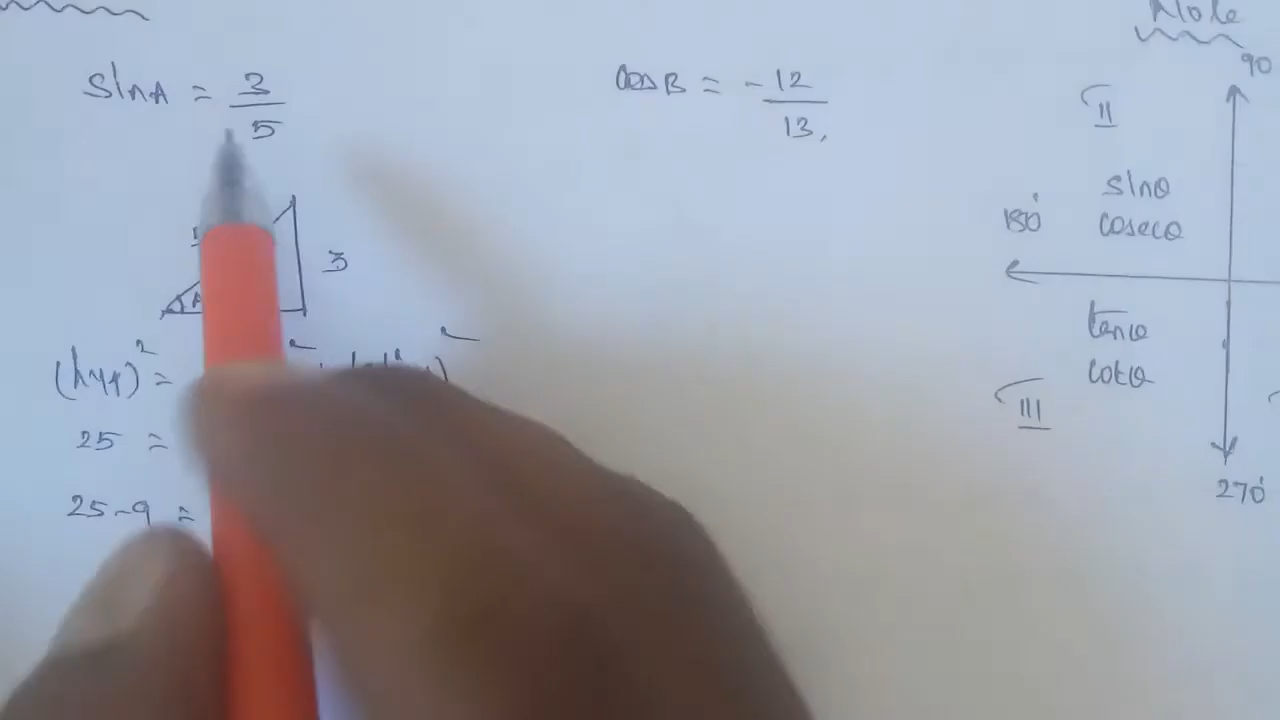 sinA = 3/5
3
A
(hyp)² =
25 =
25-9 =
cosB = -12/13,
Note
90
II
sinθ
180° cosecθ
tanθ
cotθ
III
270°